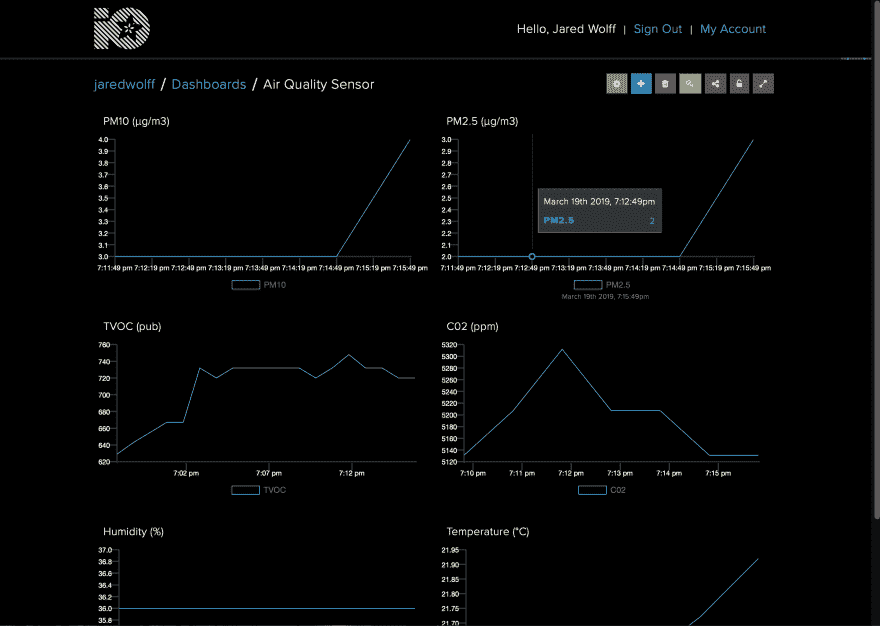 Hello, Jared Wolff | Sign Out | My Account
jaredwolff / Dashboards / Air Quality Sensor
PM10 (µg/m3)
4.0
3.9
3.8
3.7
3.6
3.5
3.4
3.3
3.2
3.1
3.0
7:11:49 pm 7:12:19 pm 7:12:49 pm 7:13:19 pm 7:13:49 pm 7:14:19 pm 7:14:49 pm 7:15:19 pm 7:15:49 pm
PM10
PM2.5 (µg/m3)
3.0
2.9
2.8
2.7
2.6
2.5
2.4
2.3
2.2
2.1
2.0
March 19th 2019, 7:12:49pm
PM2.5 2
7:11:49 pm 7:12:19 pm 7:12:49 pm 7:13:19 pm 7:13:49 pm 7:14:19 pm 7:14:49 pm 7:15:19 pm 7:15:49 pm
PM2.5
March 19th 2019, 7:15:49pm
TVOC (pub)
760
740
720
700
680
660
640
620
7:02 pm 7:07 pm 7:12 pm
TVOC
C02 (ppm)
5320
5300
5280
5260
5240
5220
5200
5180
5160
5140
5120
7:10 pm 7:11 pm 7:12 pm 7:13 pm 7:14 pm 7:15 pm
C02
Humidity (%)
37.0
36.8
36.6
36.4
36.2
36.0
35.8
Temperature (°C)
21.95
21.90
21.85
21.80
21.75
21.70